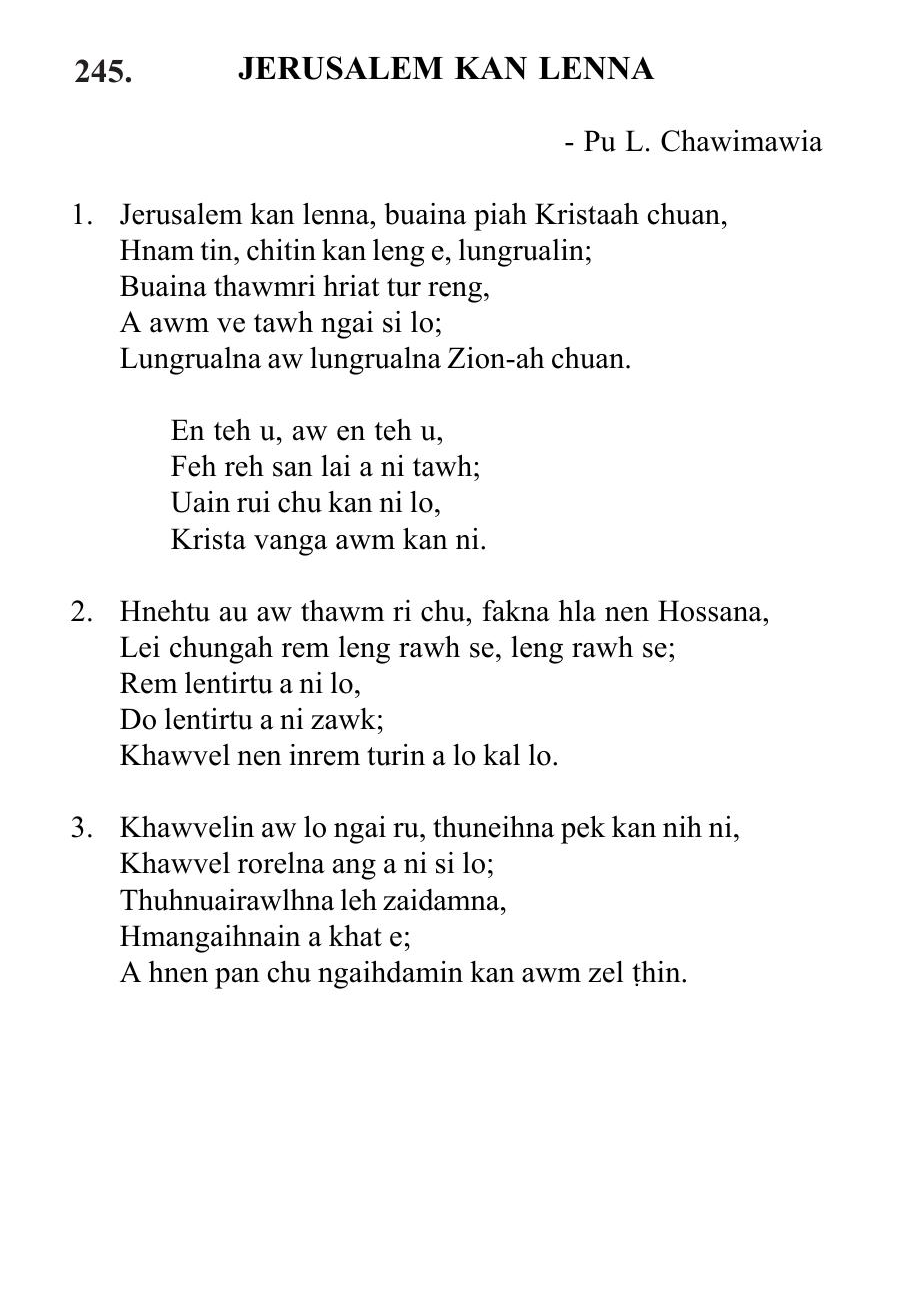 245. JERUSALEM KAN LENNA
- Pu L. Chawimawia
1. Jerusalem kan lenna, buaina piah Kristaah chuan,
Hnam tin, chitin kan leng e, lungrualin;
Buaina thawmri hriat tur reng,
A awm ve tawh ngai si lo;
Lungrualna aw lungrualna Zion-ah chuan.
En teh u, aw en teh u,
Feh reh san lai a ni tawh;
Uain rui chu kan ni lo,
Krista vanga awm kan ni.
2. Hnehtu au aw thawm ri chu, fakna hla nen Hossana,
Lei chungah rem leng rawh se, leng rawh se;
Rem lentirtu a ni lo,
Do lentirtu a ni zawk;
Khawvel nen inrem turin a lo kal lo.
3. Khawvelin aw lo ngai ru, thuneihna pek kan nih ni,
Khawvel rorelna ang a ni si lo;
Thuhnuairawlhna leh zaidamna,
Hmangaihnain a khat e;
A hnen pan chu ngaihdamin kan awm zel ṭhin.